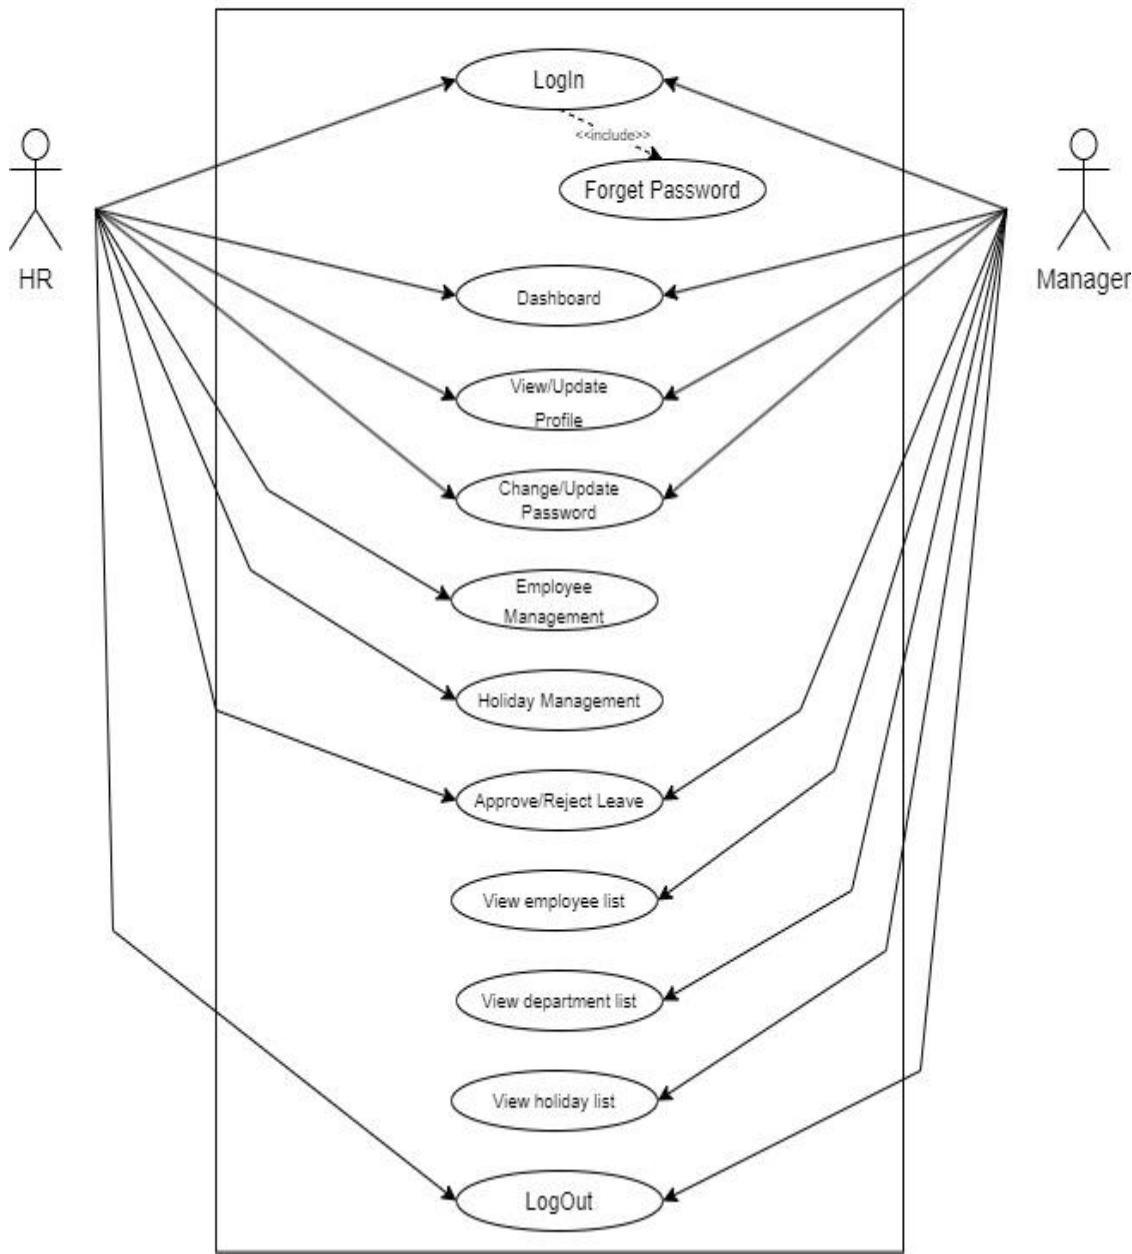 LogIn
<<include>>
Forget Password
HR
Manager
Dashboard
View/Update
Profile
Change/Update
Password
Employee
Management
Holiday Management
Approve/Reject Leave
View employee list
View department list
View holiday list
LogOut